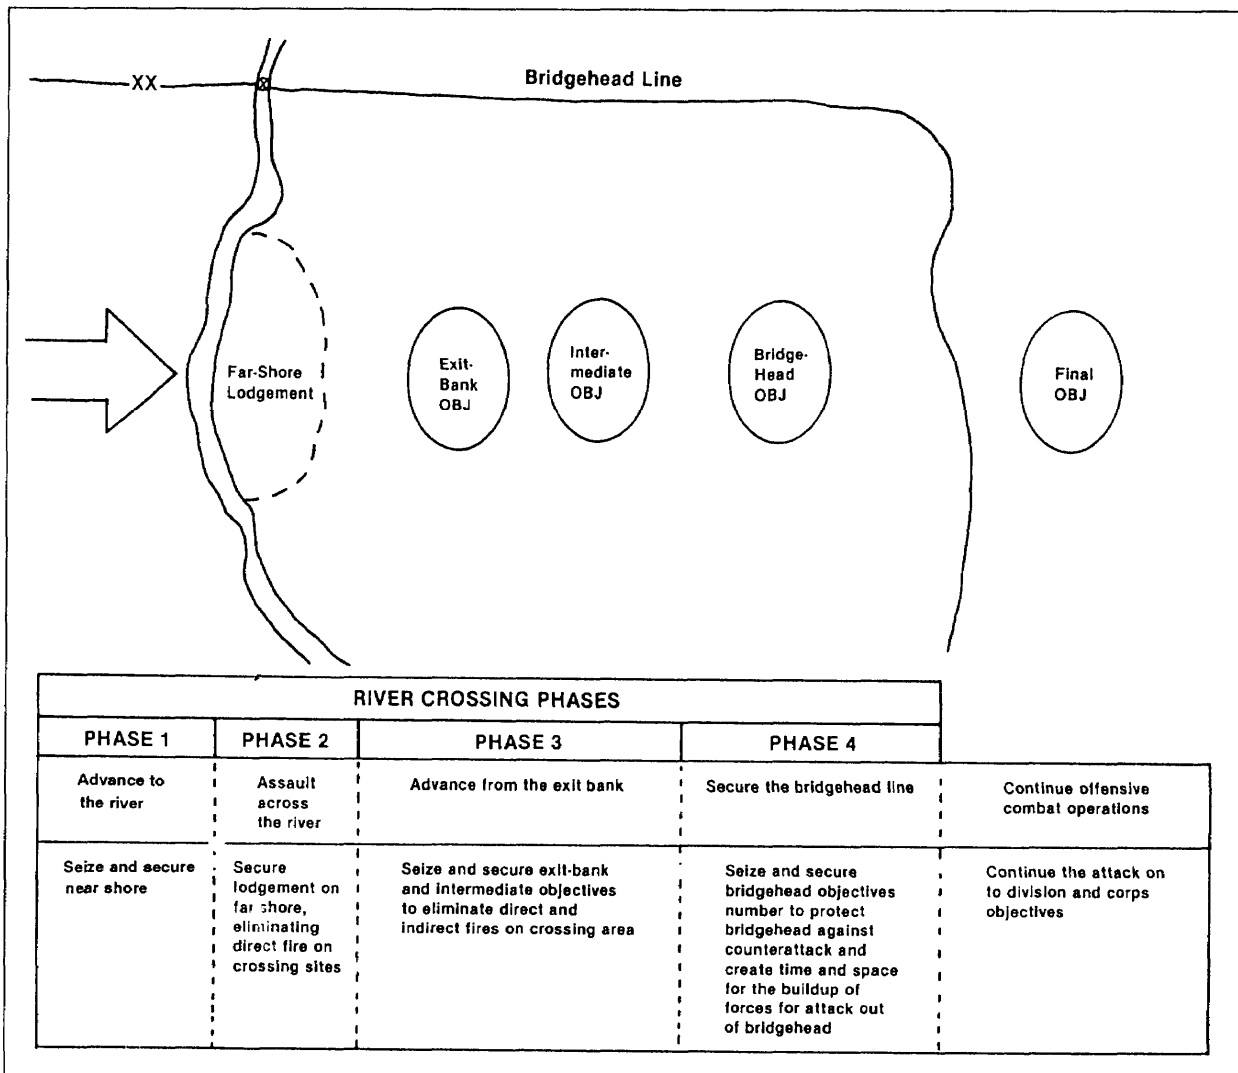 XX
Bridgehead Line
Far-Shore
Lodgement
Exit-
Bank
OBJ
Inter-
mediate
OBJ
Bridge-
Head
OBJ
Final
OBJ
RIVER CROSSING PHASES
PHASE 1
PHASE 2
PHASE 3
PHASE 4
Advance to
the river
Assault
across
the river
Advance from the exit bank
Secure the bridgehead line
Continue offensive
combat operations
Seize and secure
near shore
Secure
lodgement on
far shore,
eliminating
direct fire on
crossing sites
Seize and secure exit-bank
and intermediate objectives
to eliminate direct and
indirect fires on crossing area
Seize and secure
bridgehead objectives
number to protect
bridgehead against
counterattack and
create time and space
for the buildup of
forces for attack out
of bridgehead
Continue the attack on
to division and corps
objectives